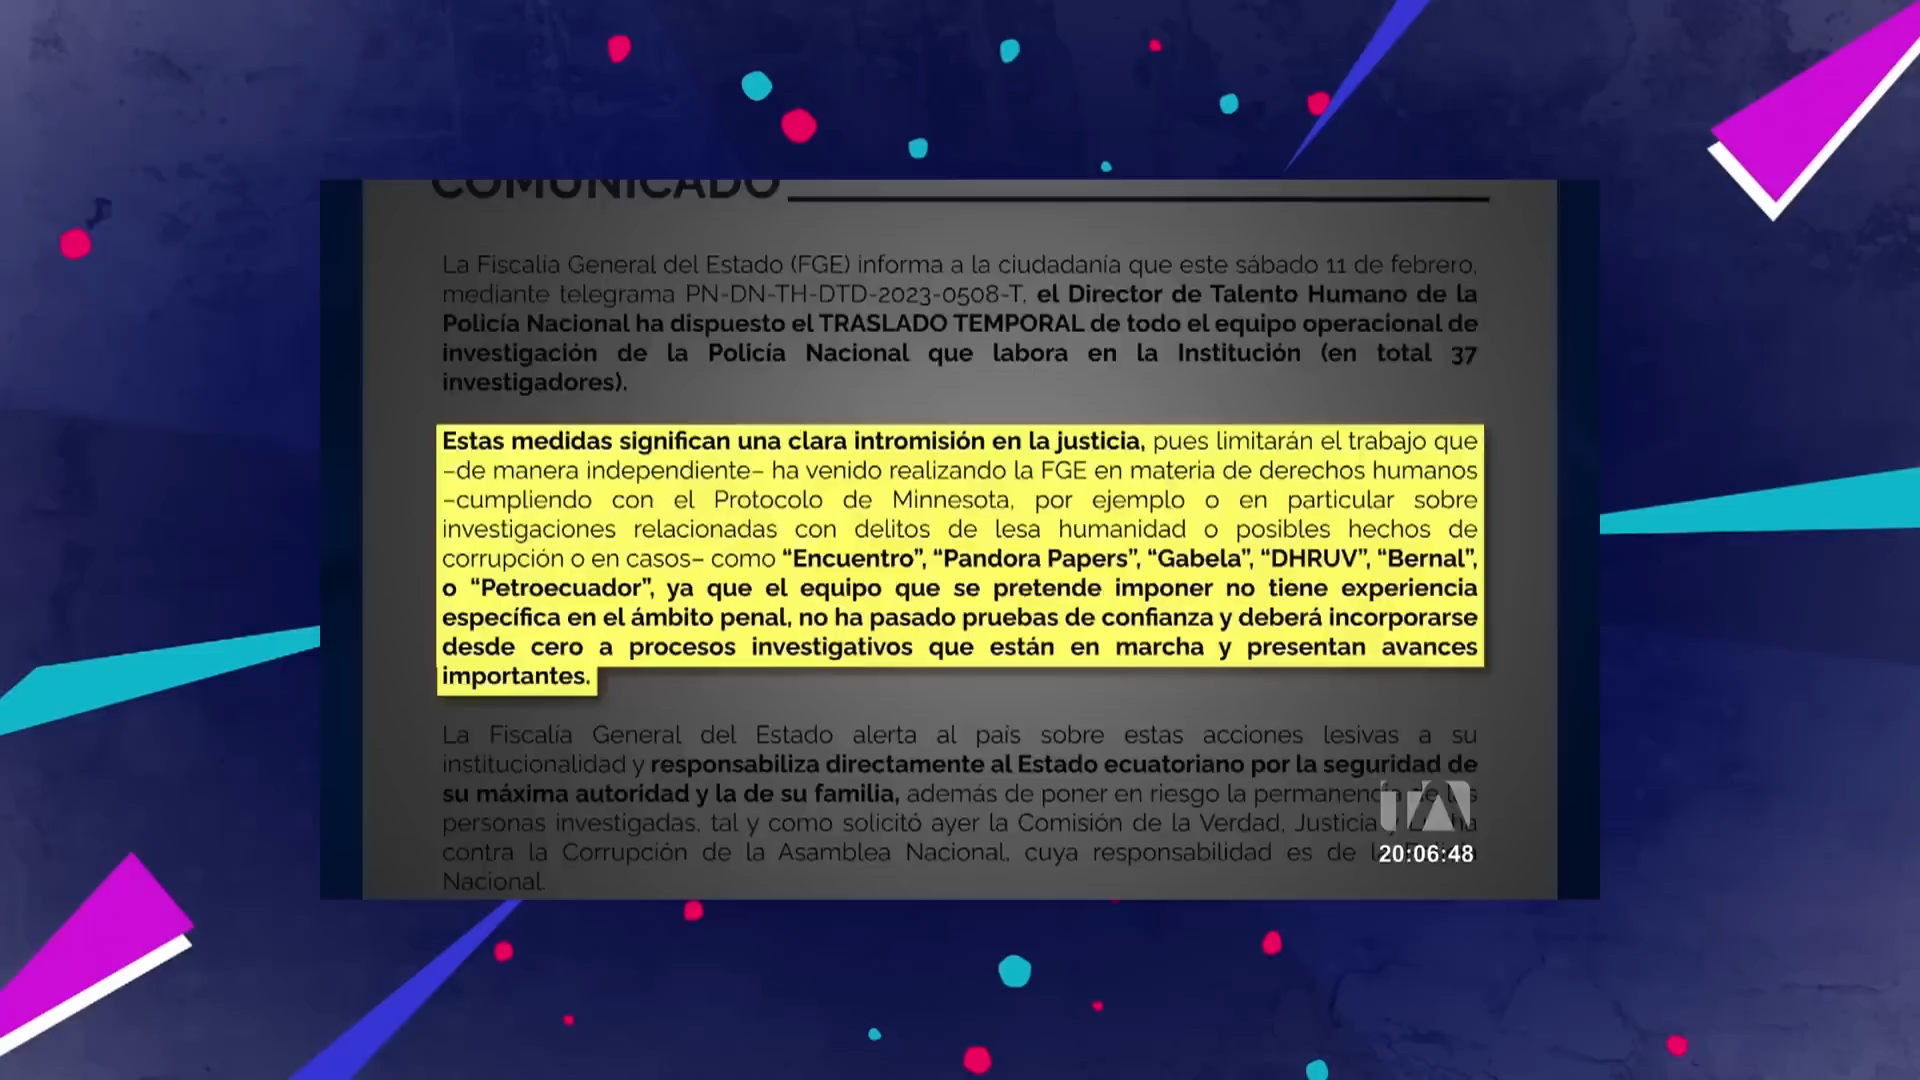 COMUNICADO
La Fiscalía General del Estado (FGE) informa a la ciudadanía que este sábado 11 de febrero,
mediante telegrama PN-DN-TH-DTD-2023-0508-T, el Director de Talento Humano de la
Policía Nacional ha dispuesto el TRASLADO TEMPORAL de todo el equipo operacional de
investigación de la Policía Nacional que labora en la Institución (en total 37
investigadores).
Estas medidas significan una clara intromisión en la justicia, pues limitarán el trabajo que
–de manera independiente– ha venido realizando la FGE en materia de derechos humanos
–cumpliendo con el Protocolo de Minnesota, por ejemplo o en particular sobre
investigaciones relacionadas con delitos de lesa humanidad o posibles hechos de
corrupción o en casos– como “Encuentro”, “Pandora Papers”, “Gabela”, “DHRUV”, “Bernal”,
o “Petroecuador”, ya que el equipo que se pretende imponer no tiene experiencia
específica en el ámbito penal, no ha pasado pruebas de confianza y deberá incorporarse
desde cero a procesos investigativos que están en marcha y presentan avances
importantes.
La Fiscalía General del Estado alerta al país sobre estas acciones lesivas a su
institucionalidad y responsabiliza directamente al Estado ecuatoriano por la seguridad de
su máxima autoridad y la de su familia, además de poner en riesgo la permanencia de las
personas investigadas, tal y como solicitó ayer la Comisión de la Verdad, Justicia y
contra la Corrupción de la Asamblea Nacional, cuya responsabilidad es de la
Nacional.
20:06:48